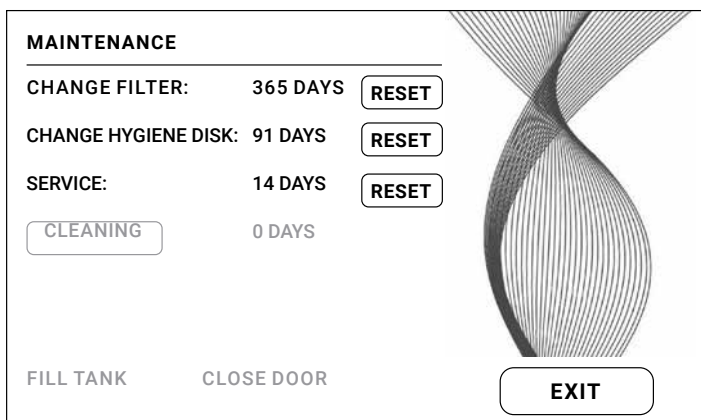 MAINTENANCE
CHANGE FILTER: 365 DAYS RESET
CHANGE HYGIENE DISK: 91 DAYS RESET
SERVICE: 14 DAYS RESET
CLEANING 0 DAYS
FILL TANK CLOSE DOOR EXIT